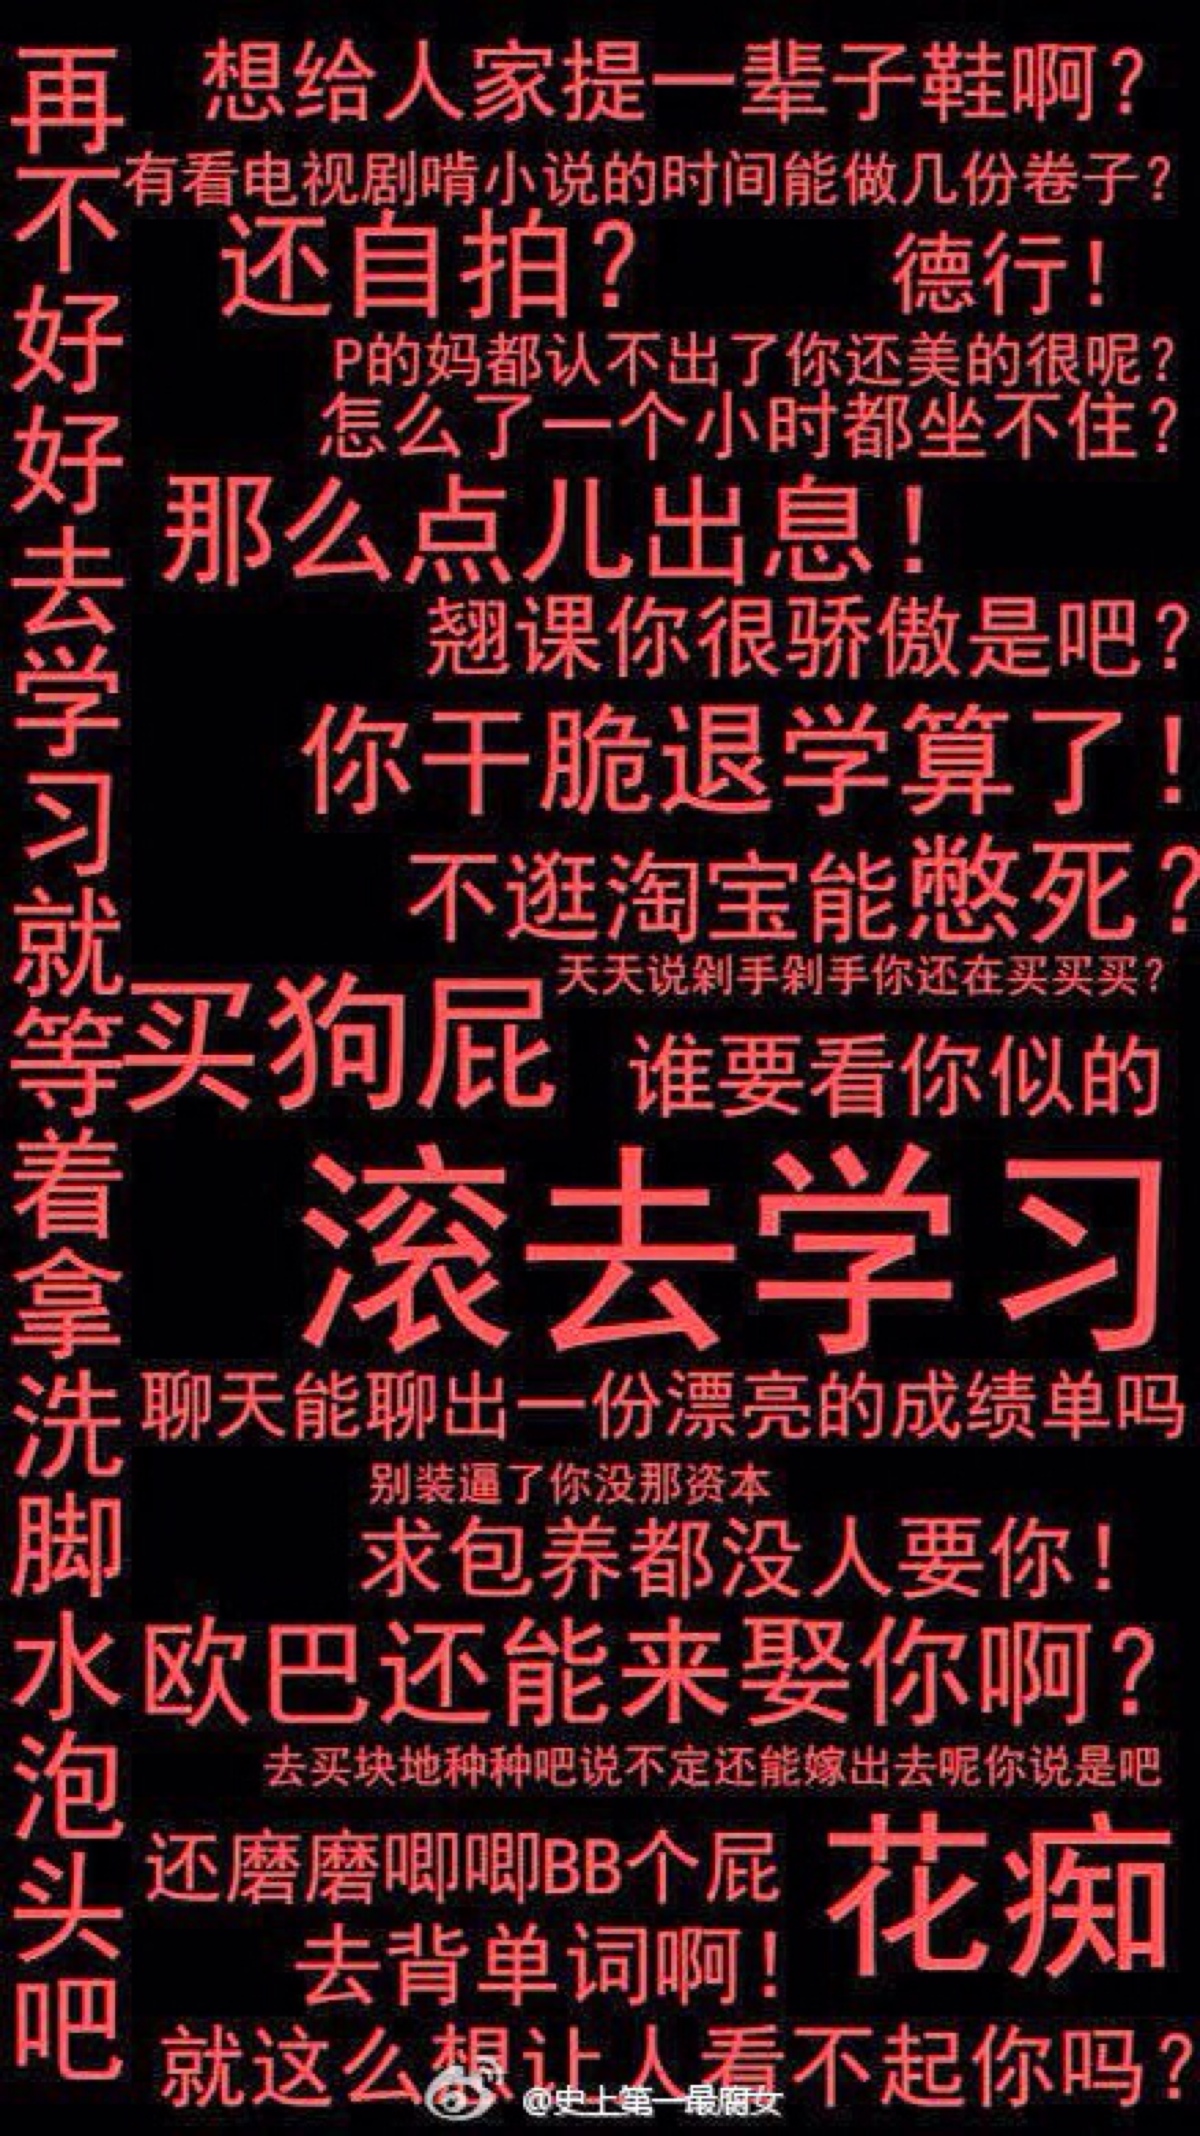 再不好好去学习就等着拿洗脚水泡头吧
想给人家提一辈子鞋啊?
有看电视剧啃小说的时间能做几份卷子?
还自拍? 德行!
P的妈都认不出了你还美的很呢?
怎么了一个小时都坐不住?
那么点儿出息!
翘课你很骄傲是吧?
你干脆退学算了!
不逛淘宝能憋死?
天天说剁手剁手你还在买买买?
买狗屁 谁要看你似的
滚去学习
聊天能聊出一份漂亮的成绩单吗
别装逼了你没那资本
求包养都没人要你!
欧巴还能来娶你啊?
去买块地种种吧说不定还能嫁出去呢你说是吧
还磨磨唧唧BB个屁 花痴
去背单词啊!
就这么想让人看不起你吗?
@史上第一最腐女